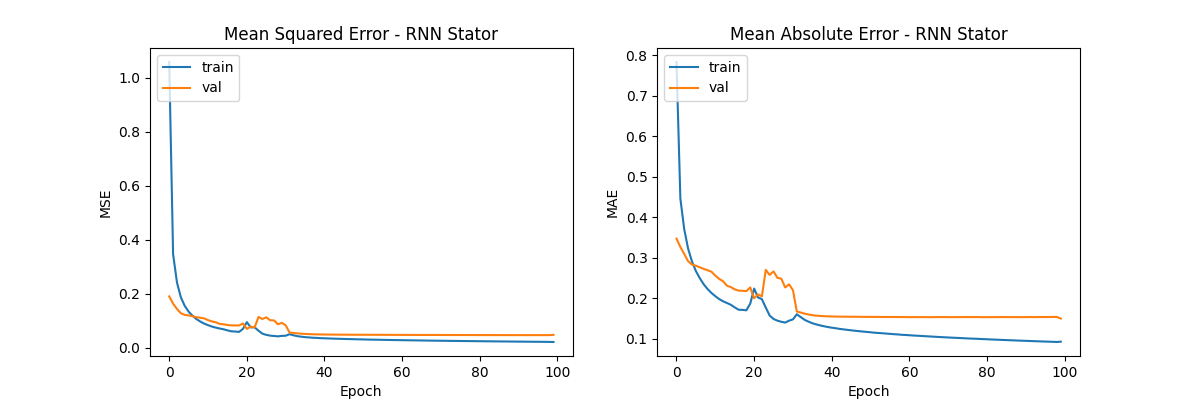 Mean Squared Error - RNN Stator
train
val
1.0
0.8
0.6
0.4
0.2
0.0
MSE
0 20 40 60 80 100
Epoch
Mean Absolute Error - RNN Stator
train
val
0.8
0.7
0.6
0.5
0.4
0.3
0.2
0.1
MAE
0 20 40 60 80 100
Epoch